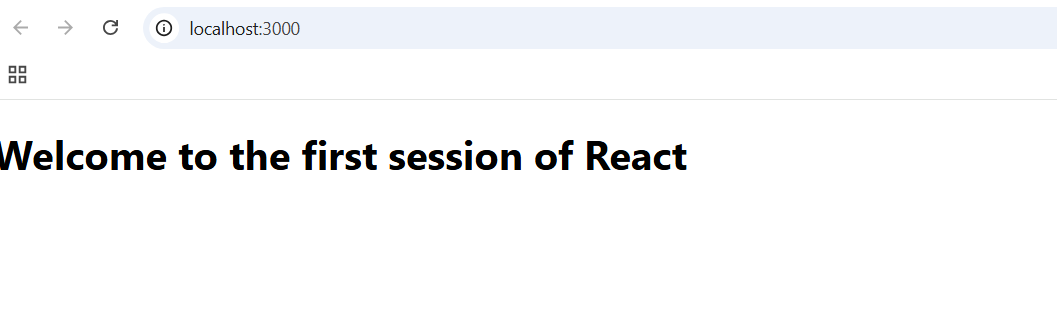 localhost:3000
Welcome to the first session of React